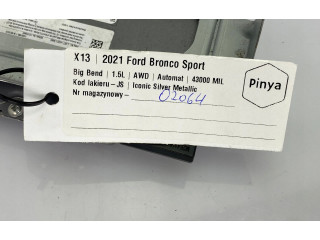 X13 | 2021 Ford Bronco Sport
Big Bend | 1.5L | AWD | Automat | 43000 MIL
Kod lakieru - JS | Iconic Silver Metallic
Nr magazynowy - 02064
Pinya